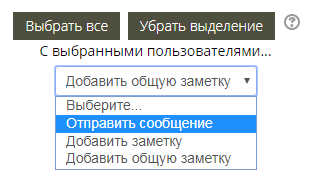 Выбрать все Убрать выделение ?
С выбранными пользователями...
Добавить общую заметку
Выберите...
Отправить сообщение
Добавить заметку
Добавить общую заметку